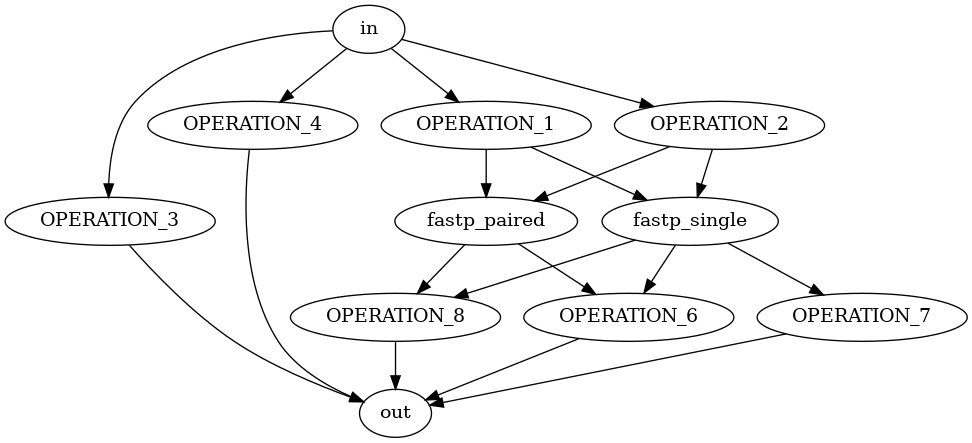 in
OPERATION_4
OPERATION_1
OPERATION_2
OPERATION_3
fastp_paired
fastp_single
OPERATION_8
OPERATION_6
OPERATION_7
out